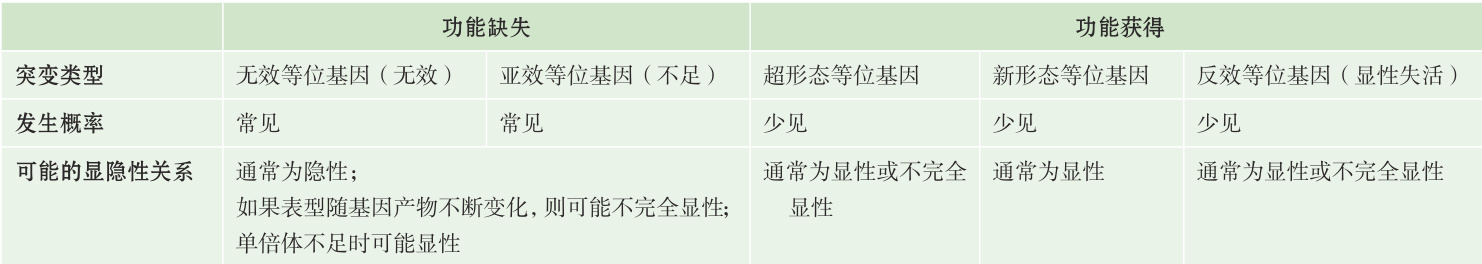 功能缺失 功能获得
突变类型 无效等位基因（无效） 亚效等位基因（不足） 超形态等位基因 新形态等位基因 反效等位基因（显性失活）
发生概率 常见 常见 少见 少见 少见
可能的显隐性关系 通常为隐性； 通常为显性或不完全 通常为显性 通常为显性或不完全显性
如果表型随基因产物不断变化，则可能不完全显性； 显性
单倍体不足时可能显性